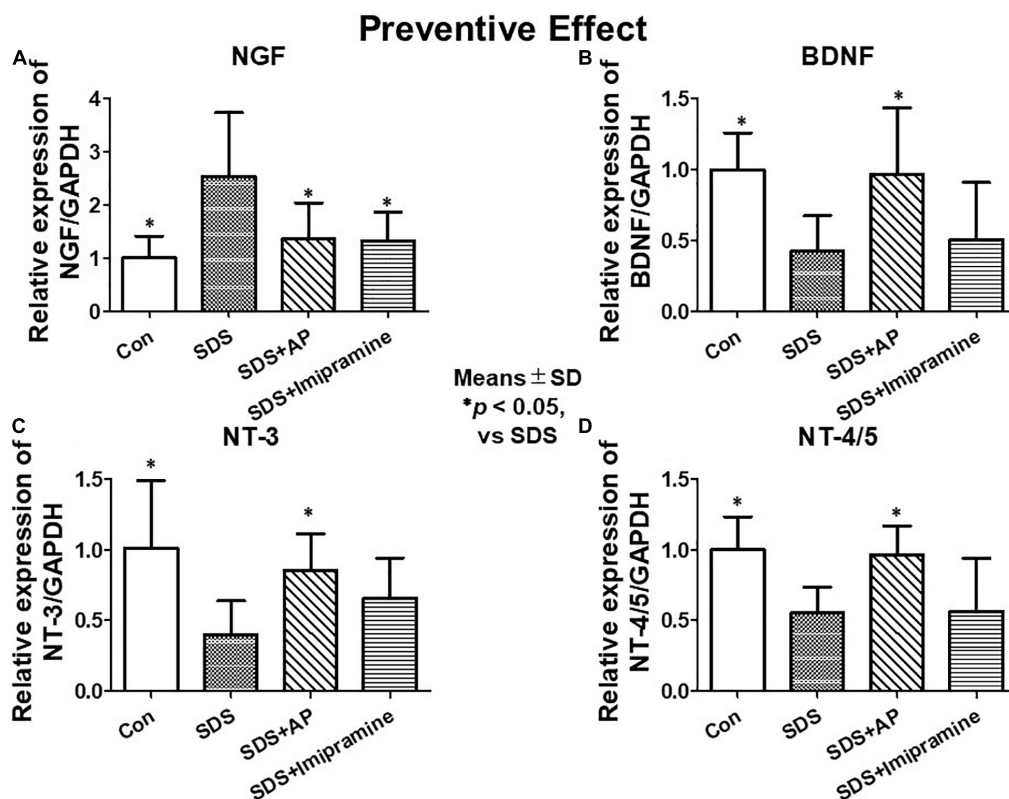 Preventive Effect
A
NGF
Relative expression of
NGF/GAPDH
4
3
2
1
0
*
*
*
Con
SDS
SDS+AP
SDS+Imipramine
B
BDNF
Relative expression of
BDNF/GAPDH
1.5
1.0
0.5
0.0
*
*
Con
SDS
SDS+AP
SDS+Imipramine
Means ± SD
*p < 0.05,
vs SDS
C
NT-3
Relative expression of
NT-3/GAPDH
1.5
1.0
0.5
0.0
*
*
Con
SDS
SDS+AP
SDS+Imipramine
D
NT-4/5
Relative expression of
NT-4/5/GAPDH
1.5
1.0
0.5
0.0
*
*
Con
SDS
SDS+AP
SDS+Imipramine